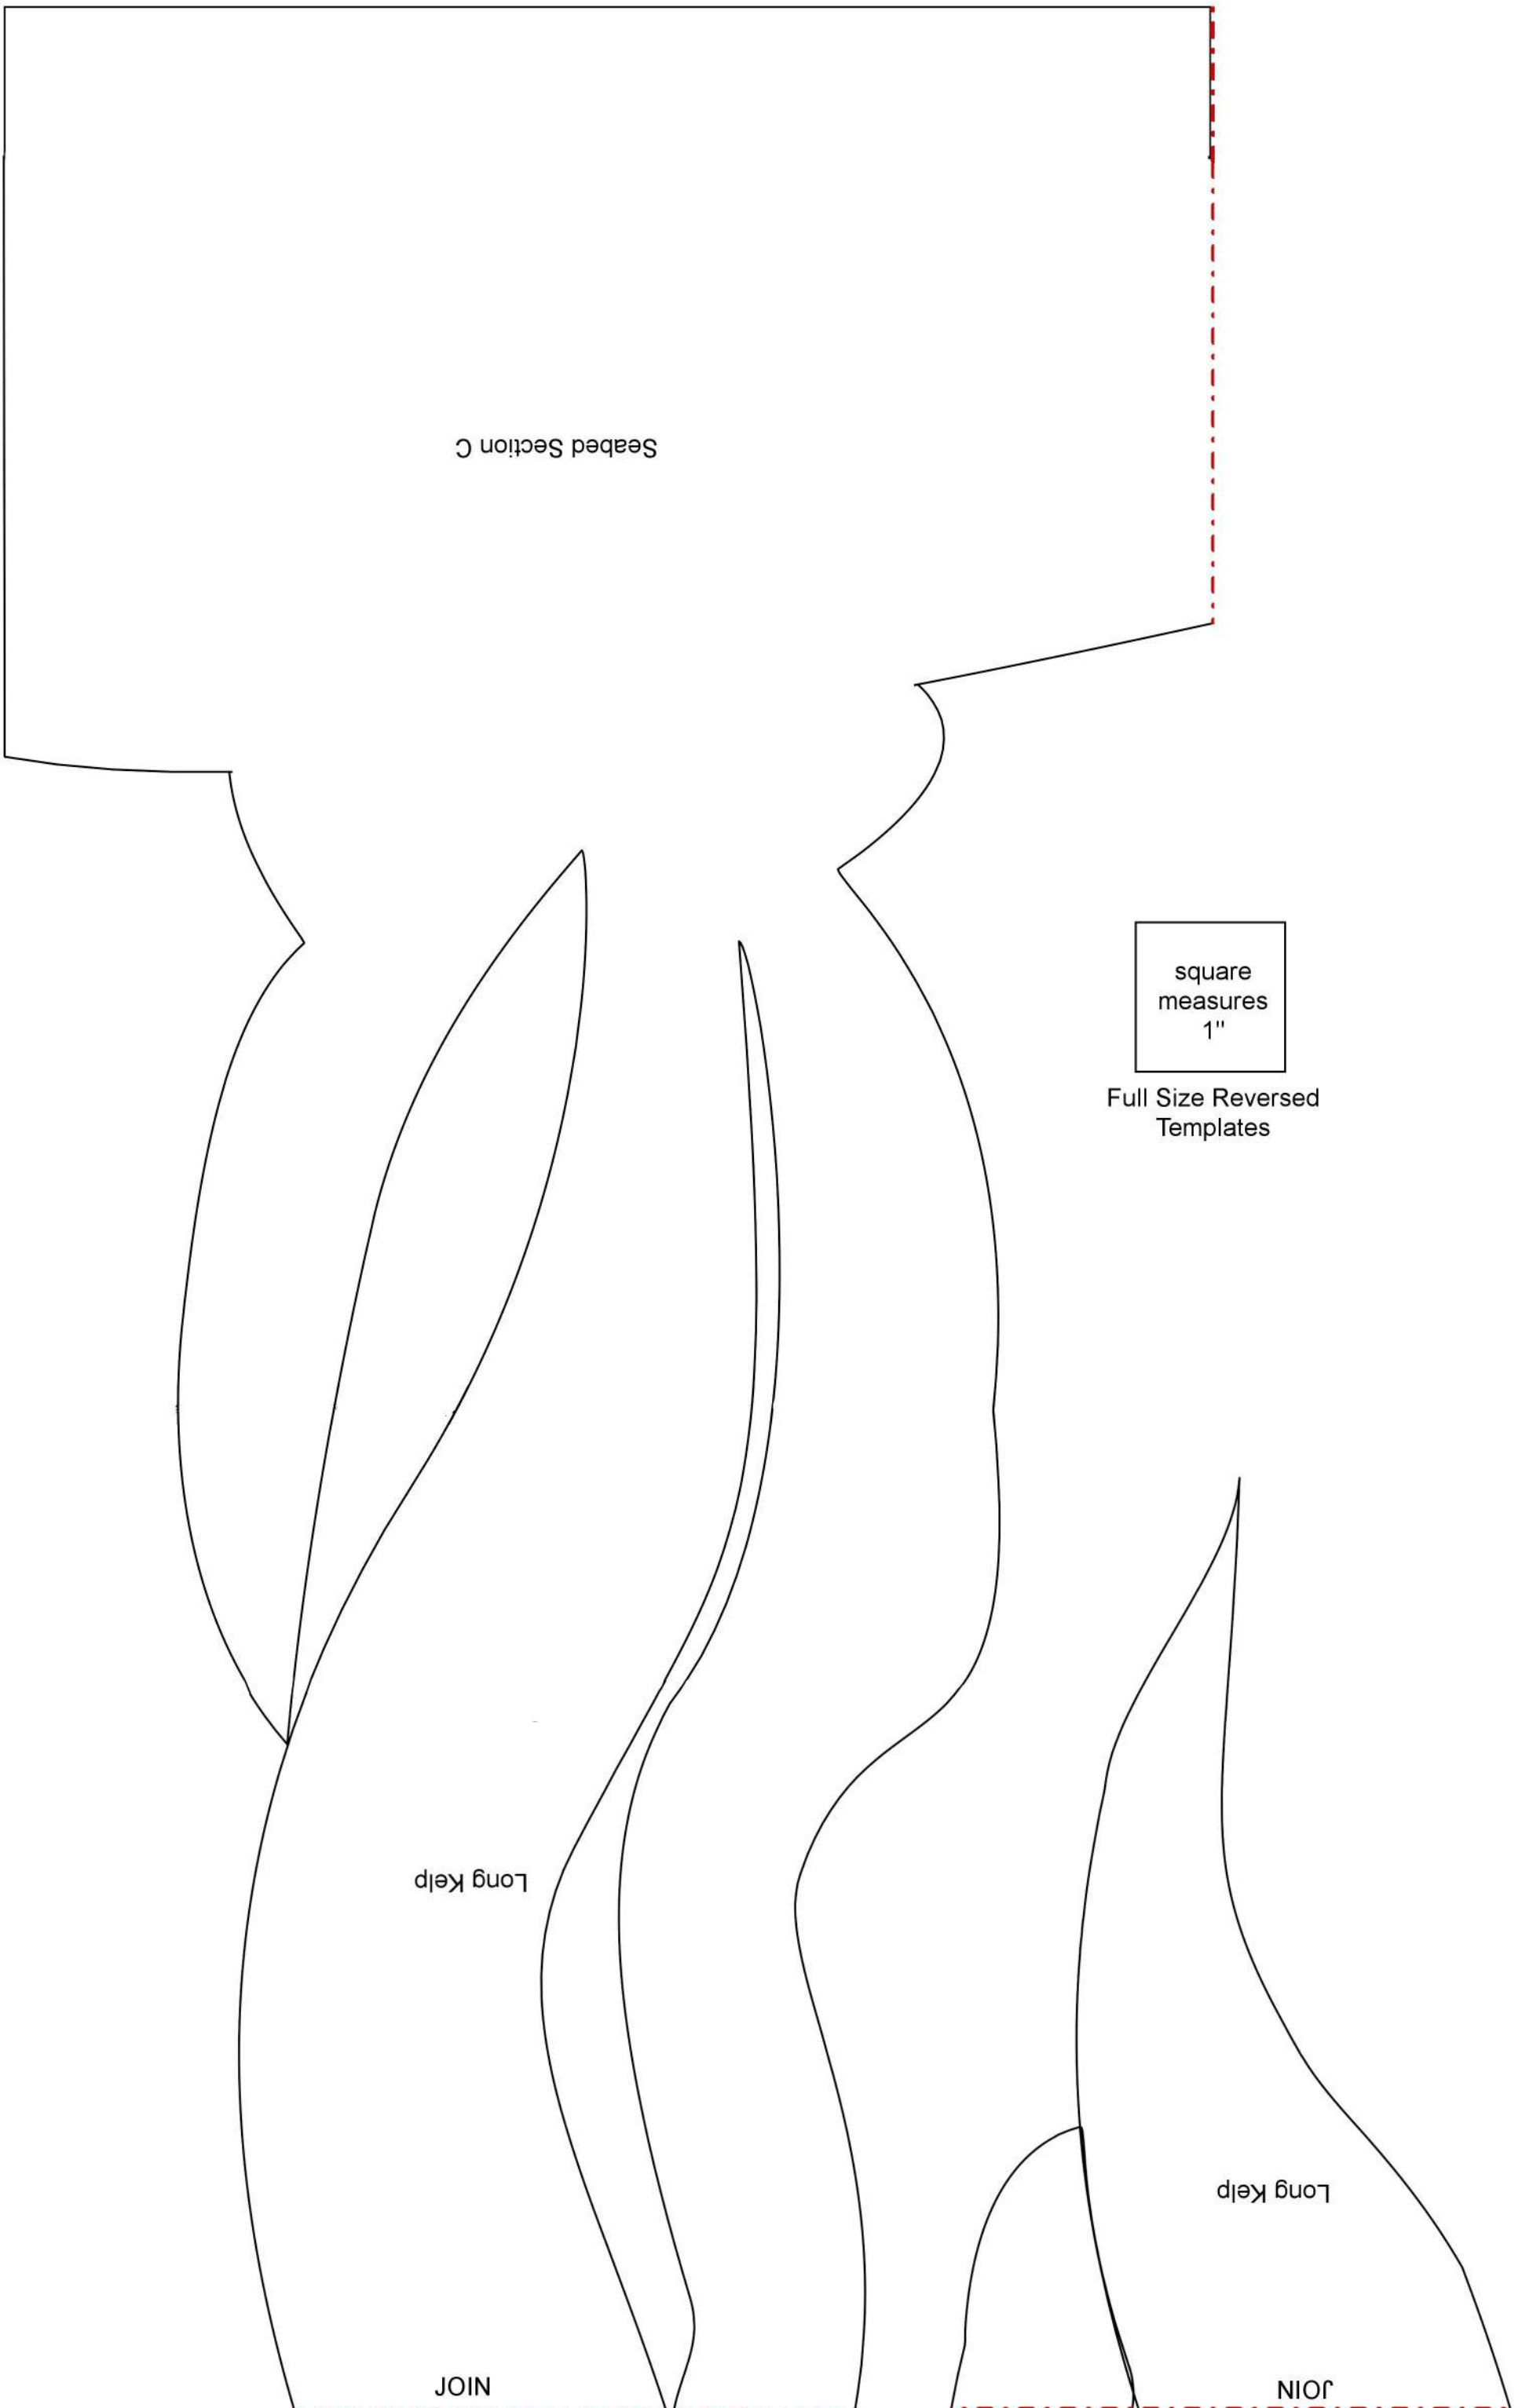 Seabed Section C
square
measures
1"
Full Size Reversed
Templates
Long Kelp
Long Kelp
JOIN
JOIN